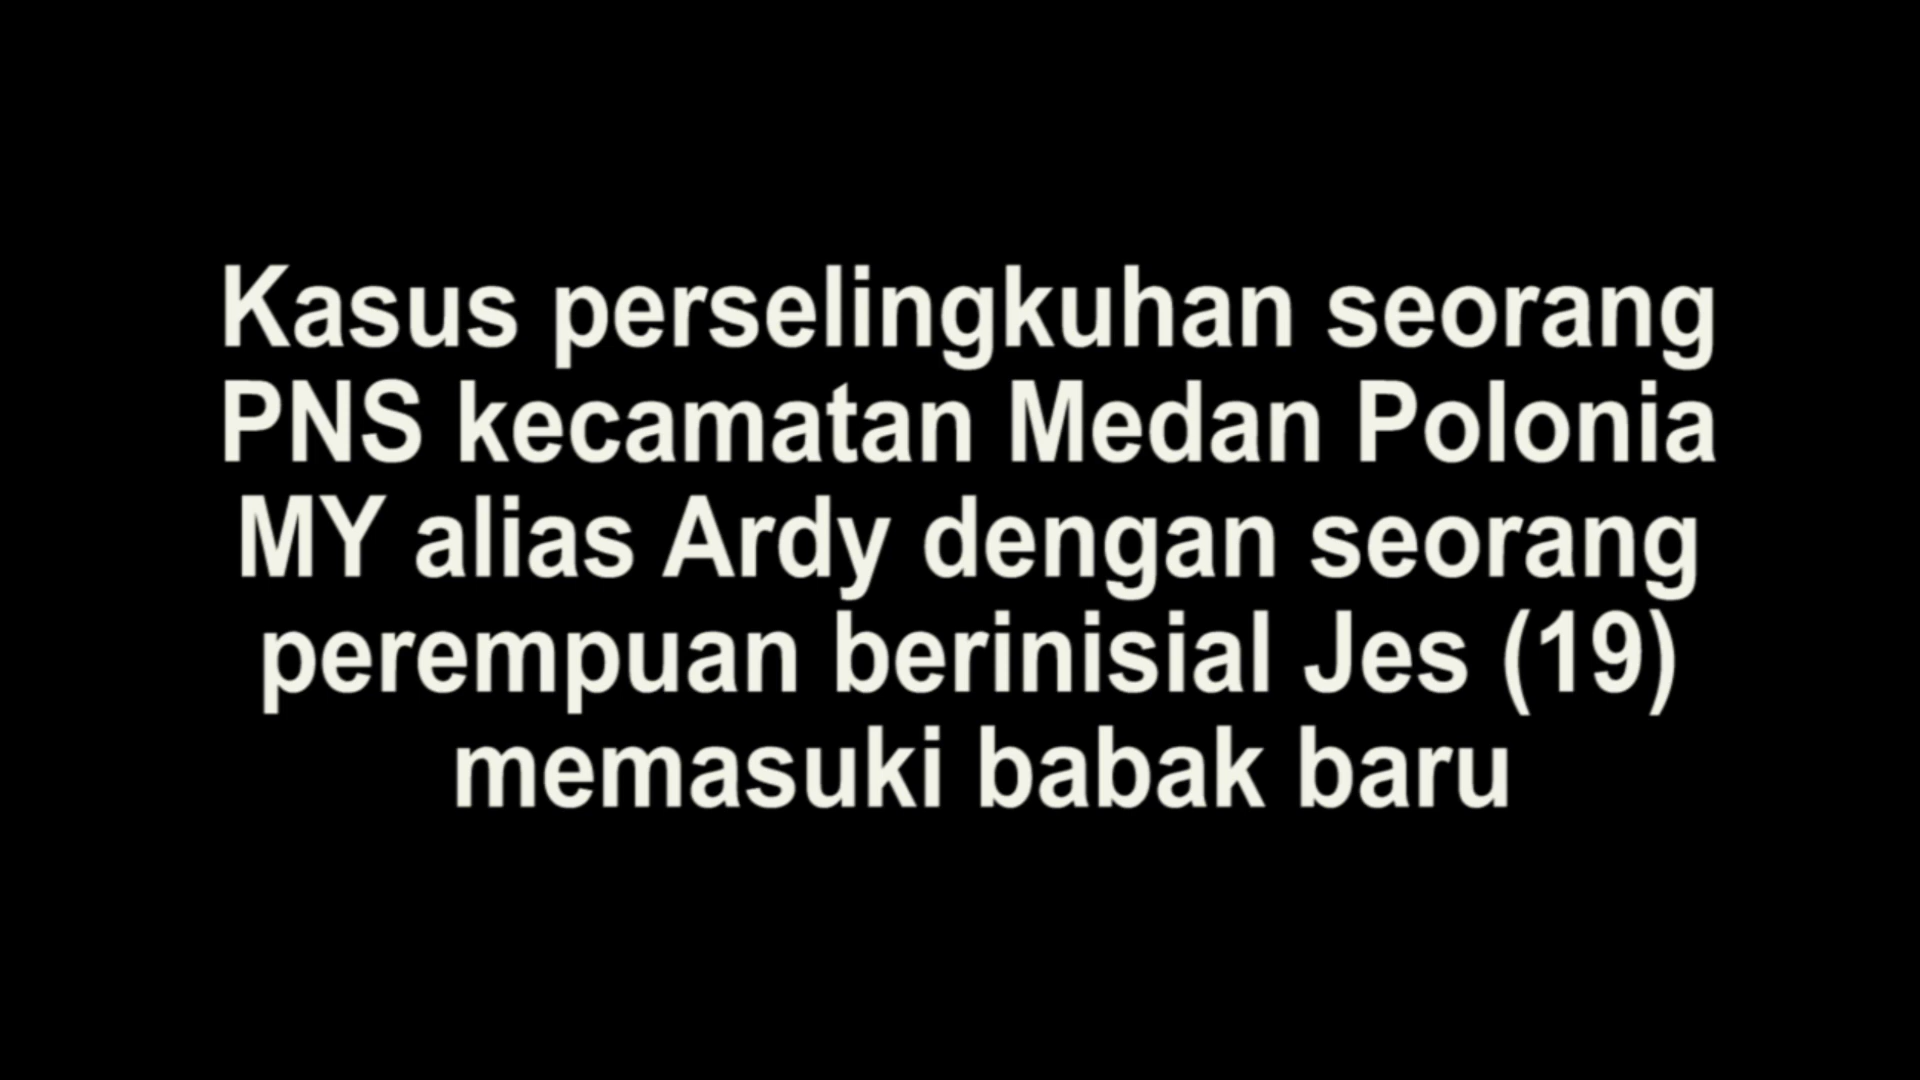 Kasus perselingkuhan seorang
PNS kecamatan Medan Polonia
MY alias Ardy dengan seorang
perempuan berinisial Jes (19)
memasuki babak baru